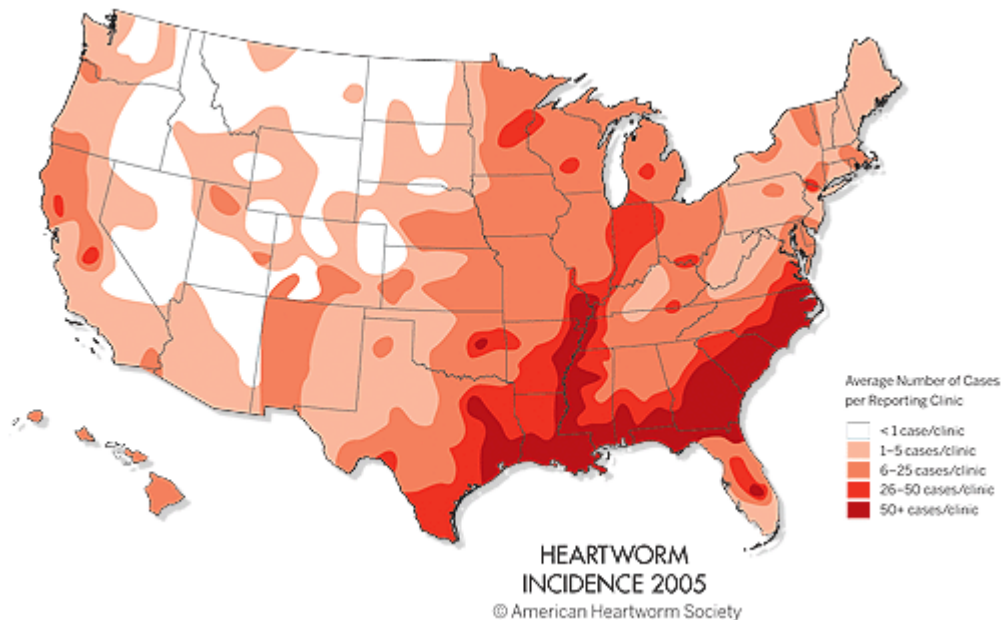 Average Number of Cases
per Reporting Clinic
< 1 case/clinic
1–5 cases/clinic
6–25 cases/clinic
26–50 cases/clinic
50+ cases/clinic
HEARTWORM
INCIDENCE 2005
© American Heartworm Society